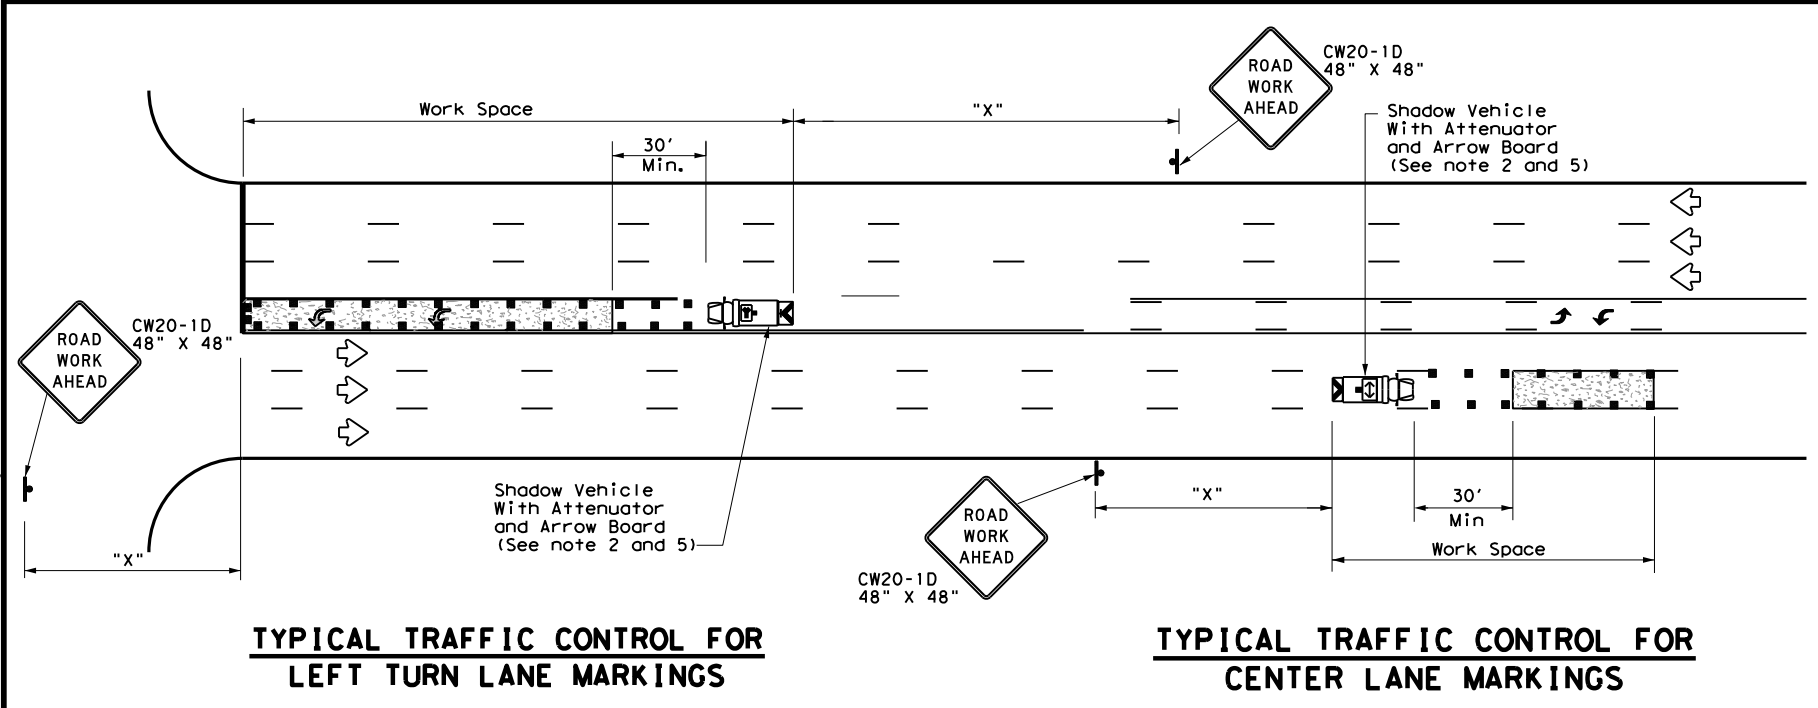 ROAD
WORK
AHEAD
CW20-1D
48" X 48"
Work Space
"X"
Shadow Vehicle
With Attenuator
and Arrow Board
(See note 2 and 5)
30'
Min.
ROAD
WORK
AHEAD
CW20-1D
48" X 48"
Shadow Vehicle
With Attenuator
and Arrow Board
(See note 2 and 5)
"X"
ROAD
WORK
AHEAD
CW20-1D
48" X 48"
"X"
30'
Min
Work Space
TYPICAL TRAFFIC CONTROL FOR
LEFT TURN LANE MARKINGS
TYPICAL TRAFFIC CONTROL FOR
CENTER LANE MARKINGS